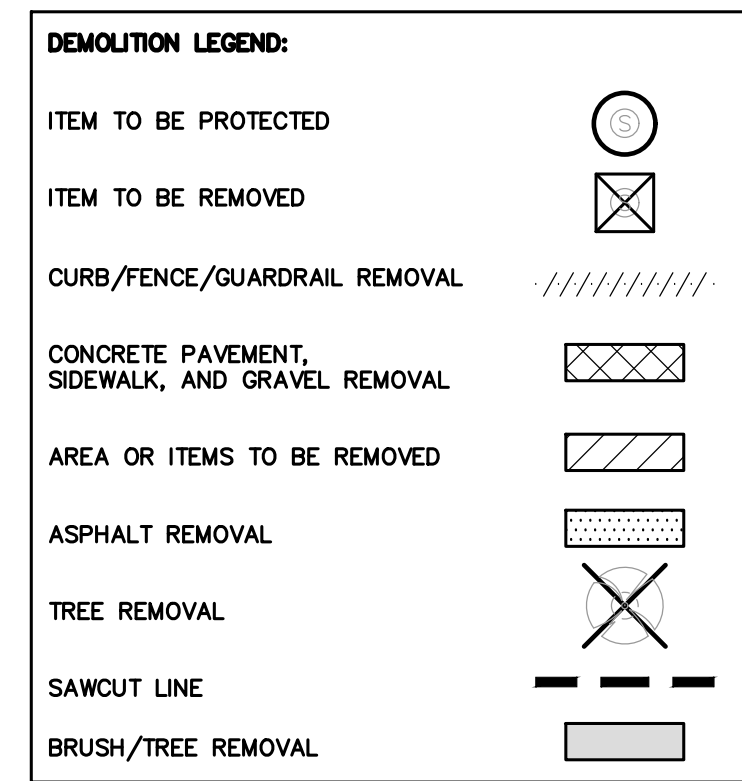 DEMOLITION LEGEND:
ITEM TO BE PROTECTED
S
ITEM TO BE REMOVED
CURB/FENCE/GUARDRAIL REMOVAL
CONCRETE PAVEMENT,
SIDEWALK, AND GRAVEL REMOVAL
AREA OR ITEMS TO BE REMOVED
ASPHALT REMOVAL
TREE REMOVAL
SAWCUT LINE
BRUSH/TREE REMOVAL